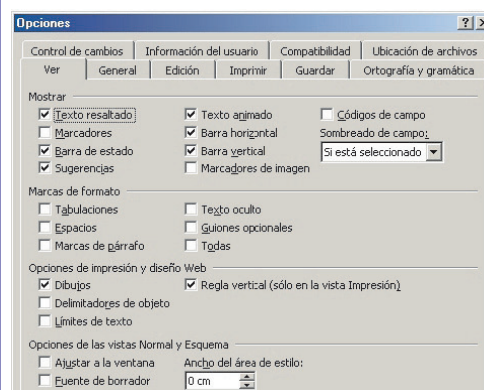 Opciones
Control de cambios Información del usuario Compatibilidad Ubicación de archivos
Ver General Edición Imprimir Guardar Ortografía y gramática
Mostrar
Texto resaltado Texto animado Códigos de campo
Marcadores Barra horizontal Sombreado de campo:
Barra de estado Barra vertical Si está seleccionado
Sugerencias Marcadores de imagen
Marcas de formato
Tabulaciones Texto oculto
Espacios Guiones opcionales
Marcas de párrafo Todas
Opciones de impresión y diseño Web
Dibujos Regla vertical (sólo en la vista Impresión)
Delimitadores de objeto
Límites de texto
Opciones de las vistas Normal y Esquema
Ajustar a la ventana Ancho del área de estilo:
Fuente de borrador 0 cm